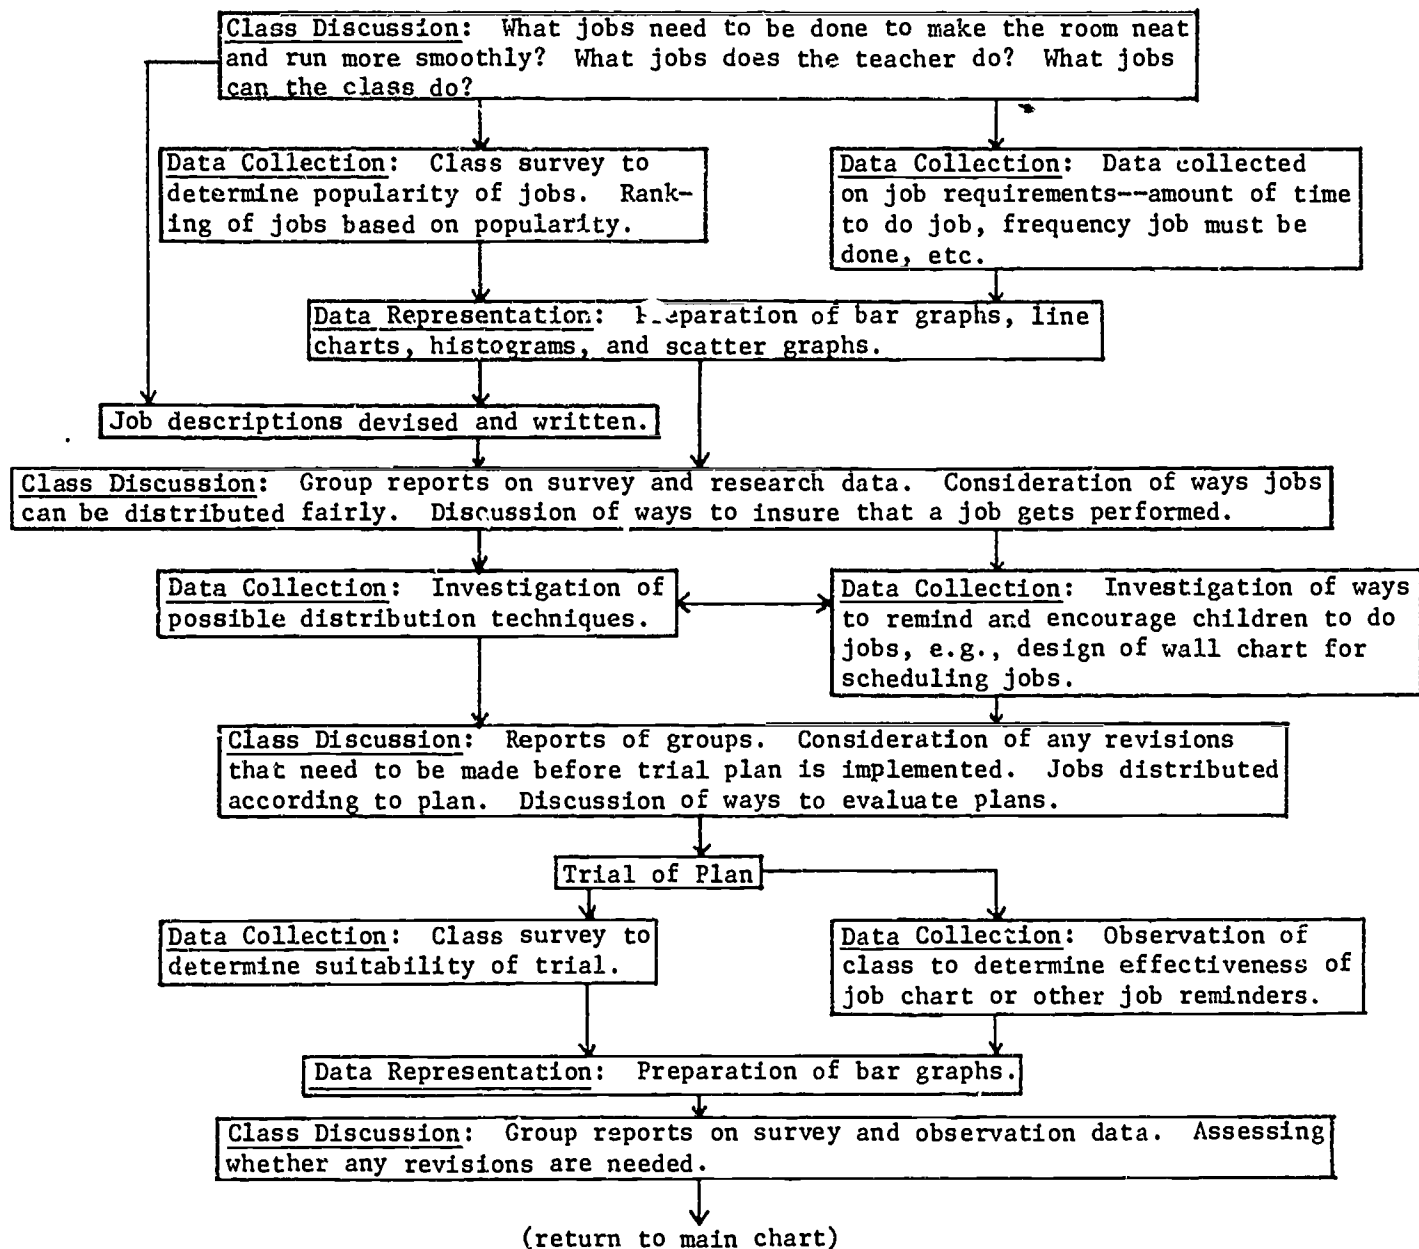 Class Discussion: What jobs need to be done to make the room neat
and run more smoothly? What jobs does the teacher do? What jobs
can the class do?
Data Collection: Class survey to
determine popularity of jobs. Rank-
ing of jobs based on popularity.
Data Collection: Data collected
on job requirements--amount of time
to do job, frequency job must be
done, etc.
Data Representation: Preparation of bar graphs, line
charts, histograms, and scatter graphs.
Job descriptions devised and written.
Class Discussion: Group reports on survey and research data. Consideration of ways jobs
can be distributed fairly. Discussion of ways to insure that a job gets performed.
Data Collection: Investigation of
possible distribution techniques.
Data Collection: Investigation of ways
to remind and encourage children to do
jobs, e.g., design of wall chart for
scheduling jobs.
Class Discussion: Reports of groups. Consideration of any revisions
that need to be made before trial plan is implemented. Jobs distributed
according to plan. Discussion of ways to evaluate plans.
Trial of Plan
Data Collection: Class survey to
determine suitability of trial.
Data Collection: Observation of
class to determine effectiveness of
job chart or other job reminders.
Data Representation: Preparation of bar graphs.
Class Discussion: Group reports on survey and observation data. Assessing
whether any revisions are needed.
(return to main chart)